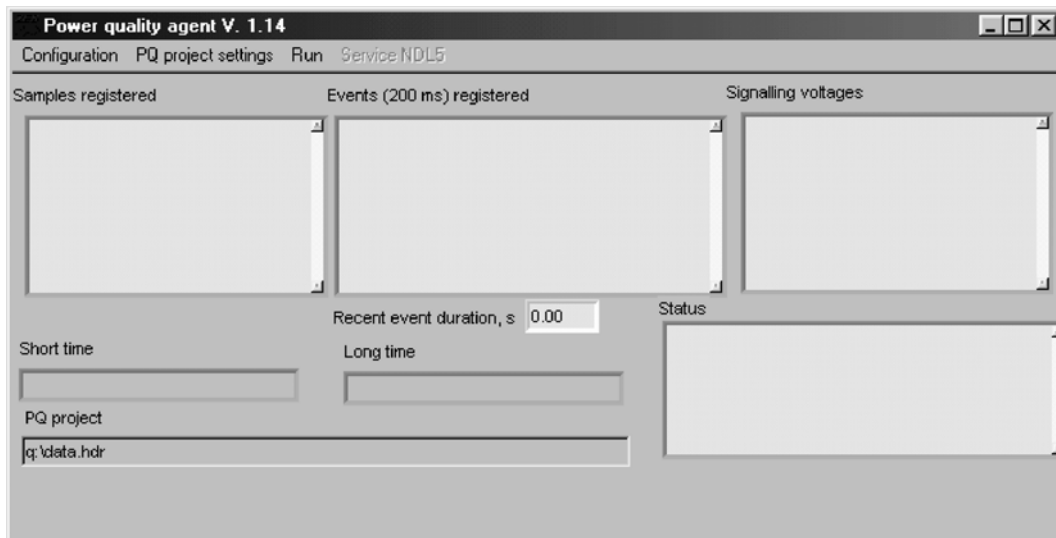 Power quality agent V. 1.14
Configuration PQ project settings Run Service NDL5
Samples registered
Events (200 ms) registered
Signalling voltages
Recent event duration, s 0.00
Status
Short time
Long time
PQ project
q:\data.hdr